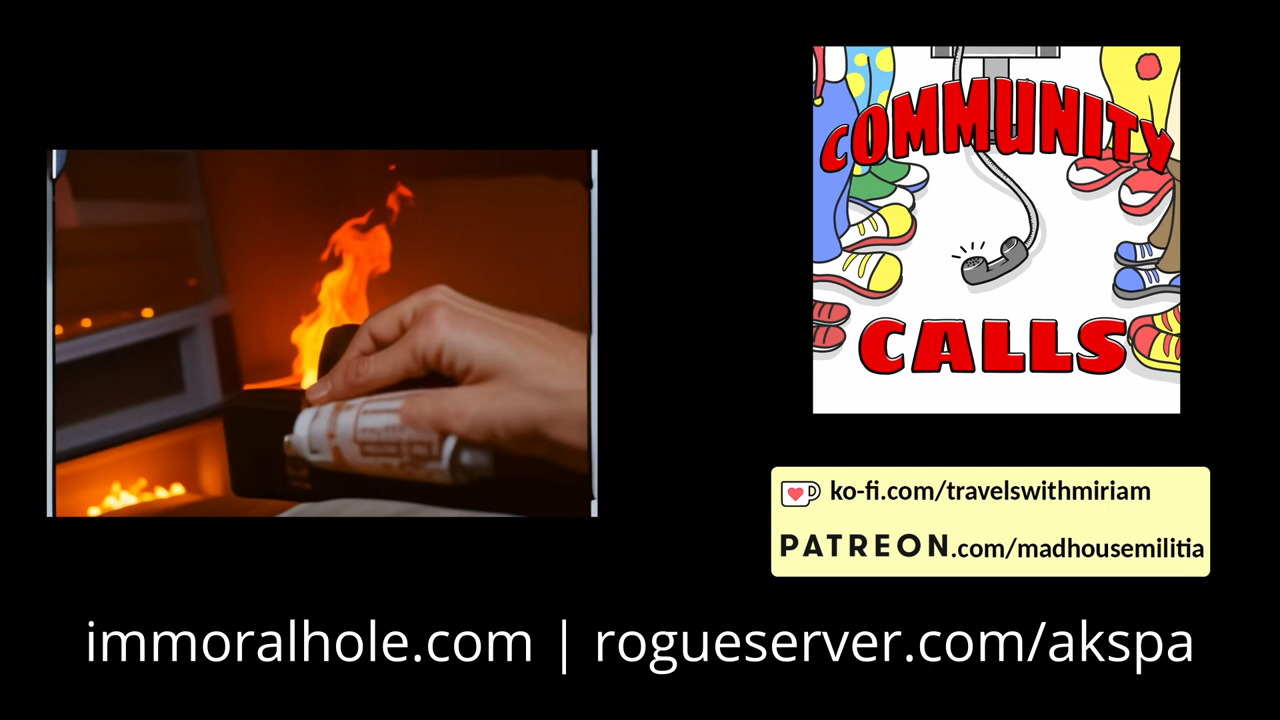 COMMUNITY
CALLS
ko-fi.com/travelswithmiriam
PATREON.com/madhousemilitia
immoralhole.com | rogueserver.com/akspa